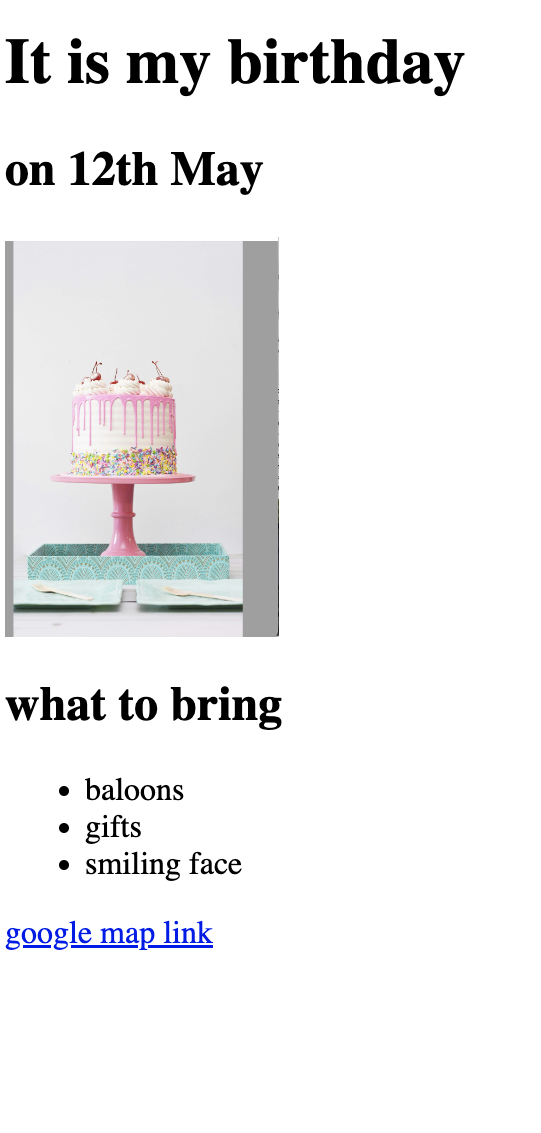 It is my birthday
on 12th May
what to bring
baloons
gifts
smiling face
google map link